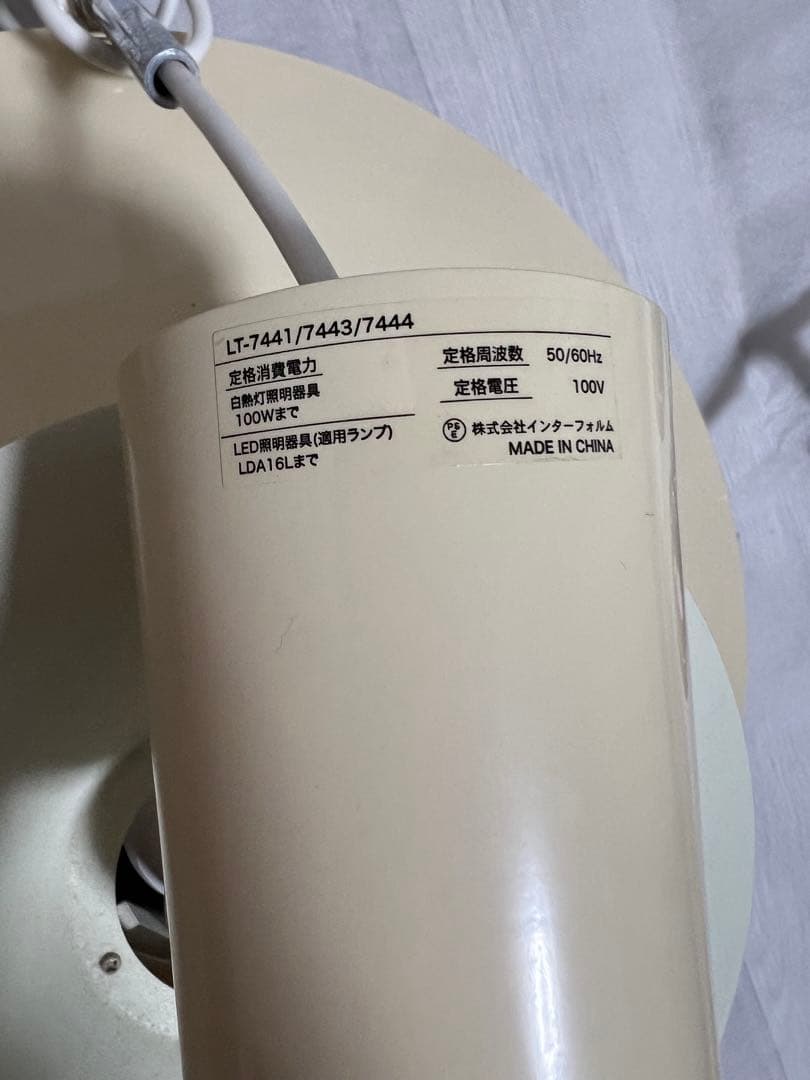 LT-7441/7443/7444
定格消費電力
白熱灯照明器具
100Wまで
LED照明器具(適用ランプ)
LDA16Lまで
定格周波数 50/60Hz
定格電圧 100V
PSE 株式会社インターフォルム
MADE IN CHINA